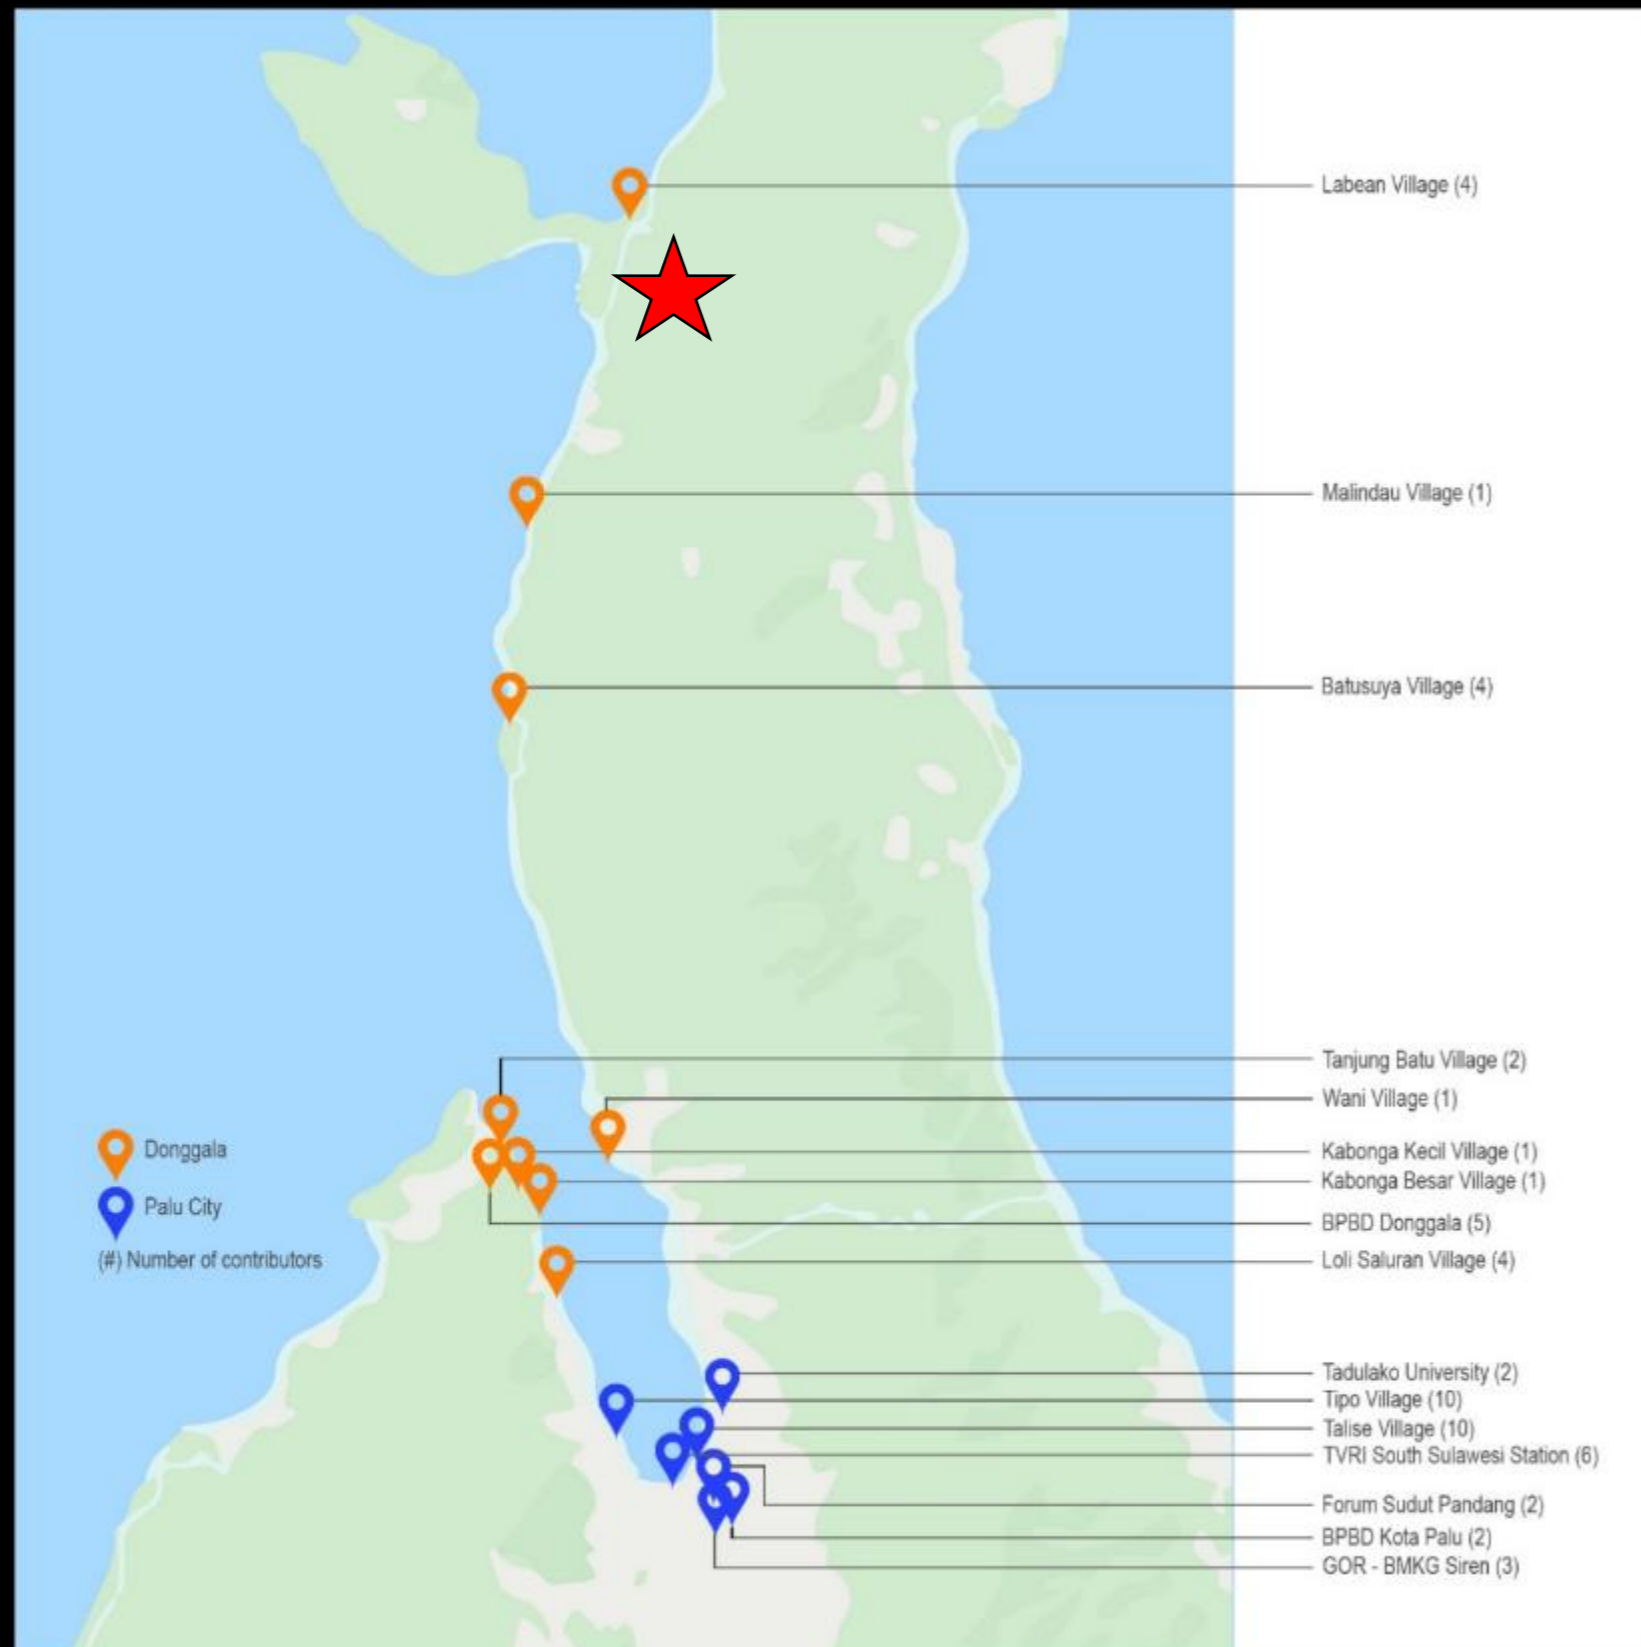 Labean Village (4)
Malindau Village (1)
Batusuya Village (4)
Tanjung Batu Village (2)
Wani Village (1)
Donggala
Kabonga Kecil Village (1)
Kabonga Besar Village (1)
Palu City
BPBD Donggala (5)
(#) Number of contributors
Loli Saluran Village (4)
Tadulako University (2)
Tipo Village (10)
Talise Village (10)
TVRI South Sulawesi Station (6)
Forum Sudut Pandang (2)
BPBD Kota Palu (2)
GOR - BMKG Siren (3)